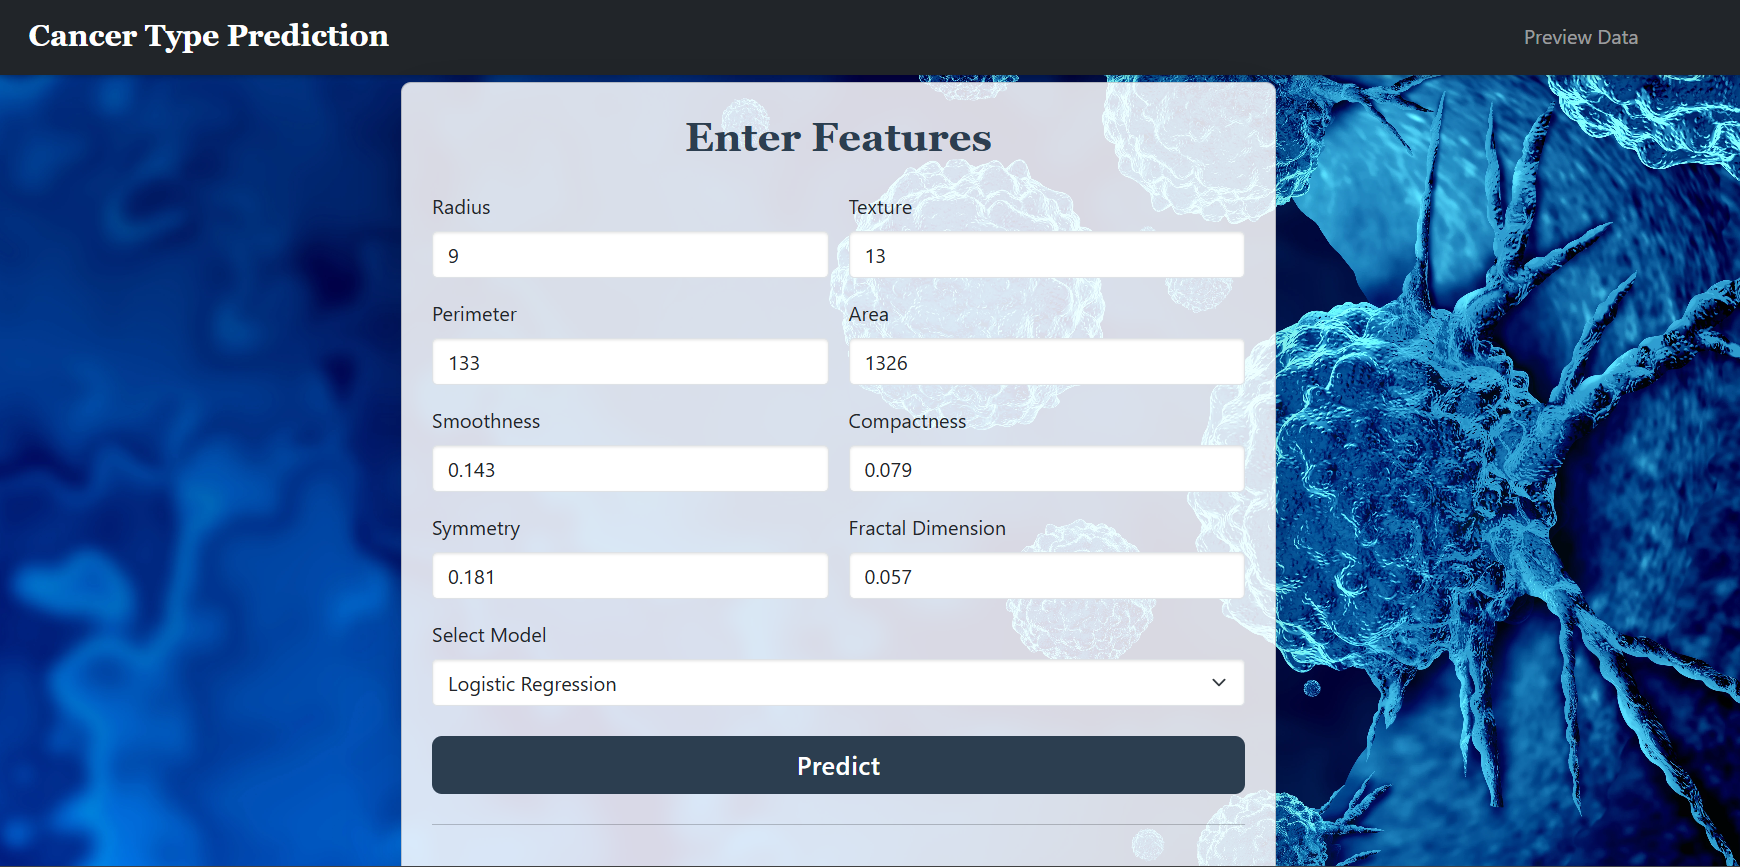 Cancer Type Prediction
Preview Data
Enter Features
Radius
Texture
9
13
Perimeter
Area
133
1326
Smoothness
Compactness
0.143
0.079
Symmetry
Fractal Dimension
0.181
0.057
Select Model
Logistic Regression
Predict